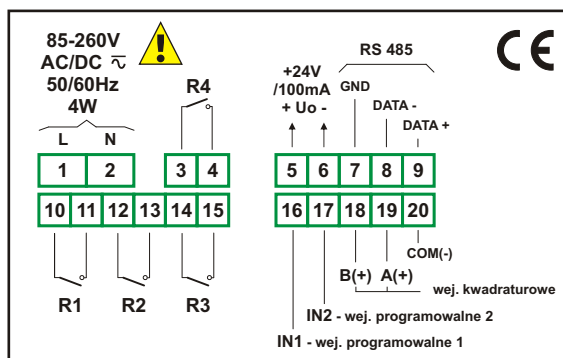 85-260V
AC/DC
50/60Hz
4W
L N
R4
+24V
/100mA
+ Uo -
RS 485
GND
DATA -
DATA +
CE
1 2 3 4 5 6 7 8 9
10 11 12 13 14 15 16 17 18 19 20
R1 R2 R3
COM(-)
B(+) A(+)
wej. kwadraturowe
IN2 - wej. programowalne 2
IN1 - wej. programowalne 1